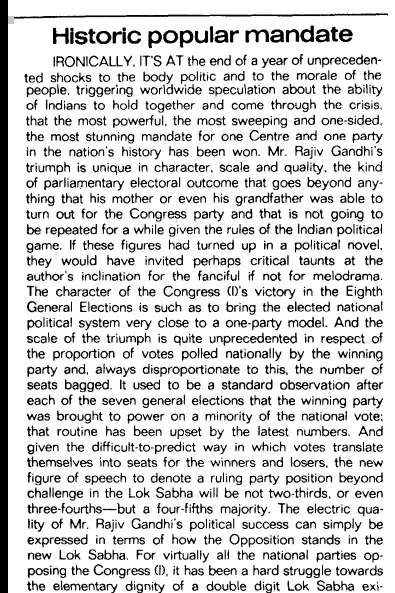 Historic popular mandate
IRONICALLY, IT'S AT the end of a year of unpreceden-
ted shocks to the body politic and to the morale of the
people, triggering worldwide speculation about the ability
of Indians to hold together and come through the crisis,
that the most powerful, the most sweeping and one-sided,
the most stunning mandate for one Centre and one party
in the nation's history has been won. Mr. Rajiv Gandhi's
triumph is unique in character, scale and quality, the kind
of parliamentary electoral outcome that goes beyond any-
thing that his mother or even his grandfather was able to
turn out for the Congress party and that is not going to
be repeated for a while given the rules of the Indian political
game. If these figures had turned up in a political novel,
they would have invited perhaps critical taunts at the
author's inclination for the fanciful if not for melodrama.
The character of the Congress (I)'s victory in the Eighth
General Elections is such as to bring the elected national
political system very close to a one-party model. And the
scale of the triumph is quite unprecedented in respect of
the proportion of votes polled nationally by the winning
party and, always disproportionate to this, the number of
seats bagged. It used to be a standard observation after
each of the seven general elections that the winning party
was brought to power on a minority of the national vote;
that routine has been upset by the latest numbers. And
given the difficult-to-predict way in which votes translate
themselves into seats for the winners and losers, the new
figure of speech to denote a ruling party position beyond
challenge in the Lok Sabha will be not two-thirds, or even
three-fourths—but a four-fifths majority. The electric qua-
lity of Mr. Rajiv Gandhi's political success can simply be
expressed in terms of how the Opposition stands in the
new Lok Sabha. For virtually all the national parties op-
posing the Congress (I), it has been a hard struggle towards
the elementary dignity of a double digit Lok Sabha exi-